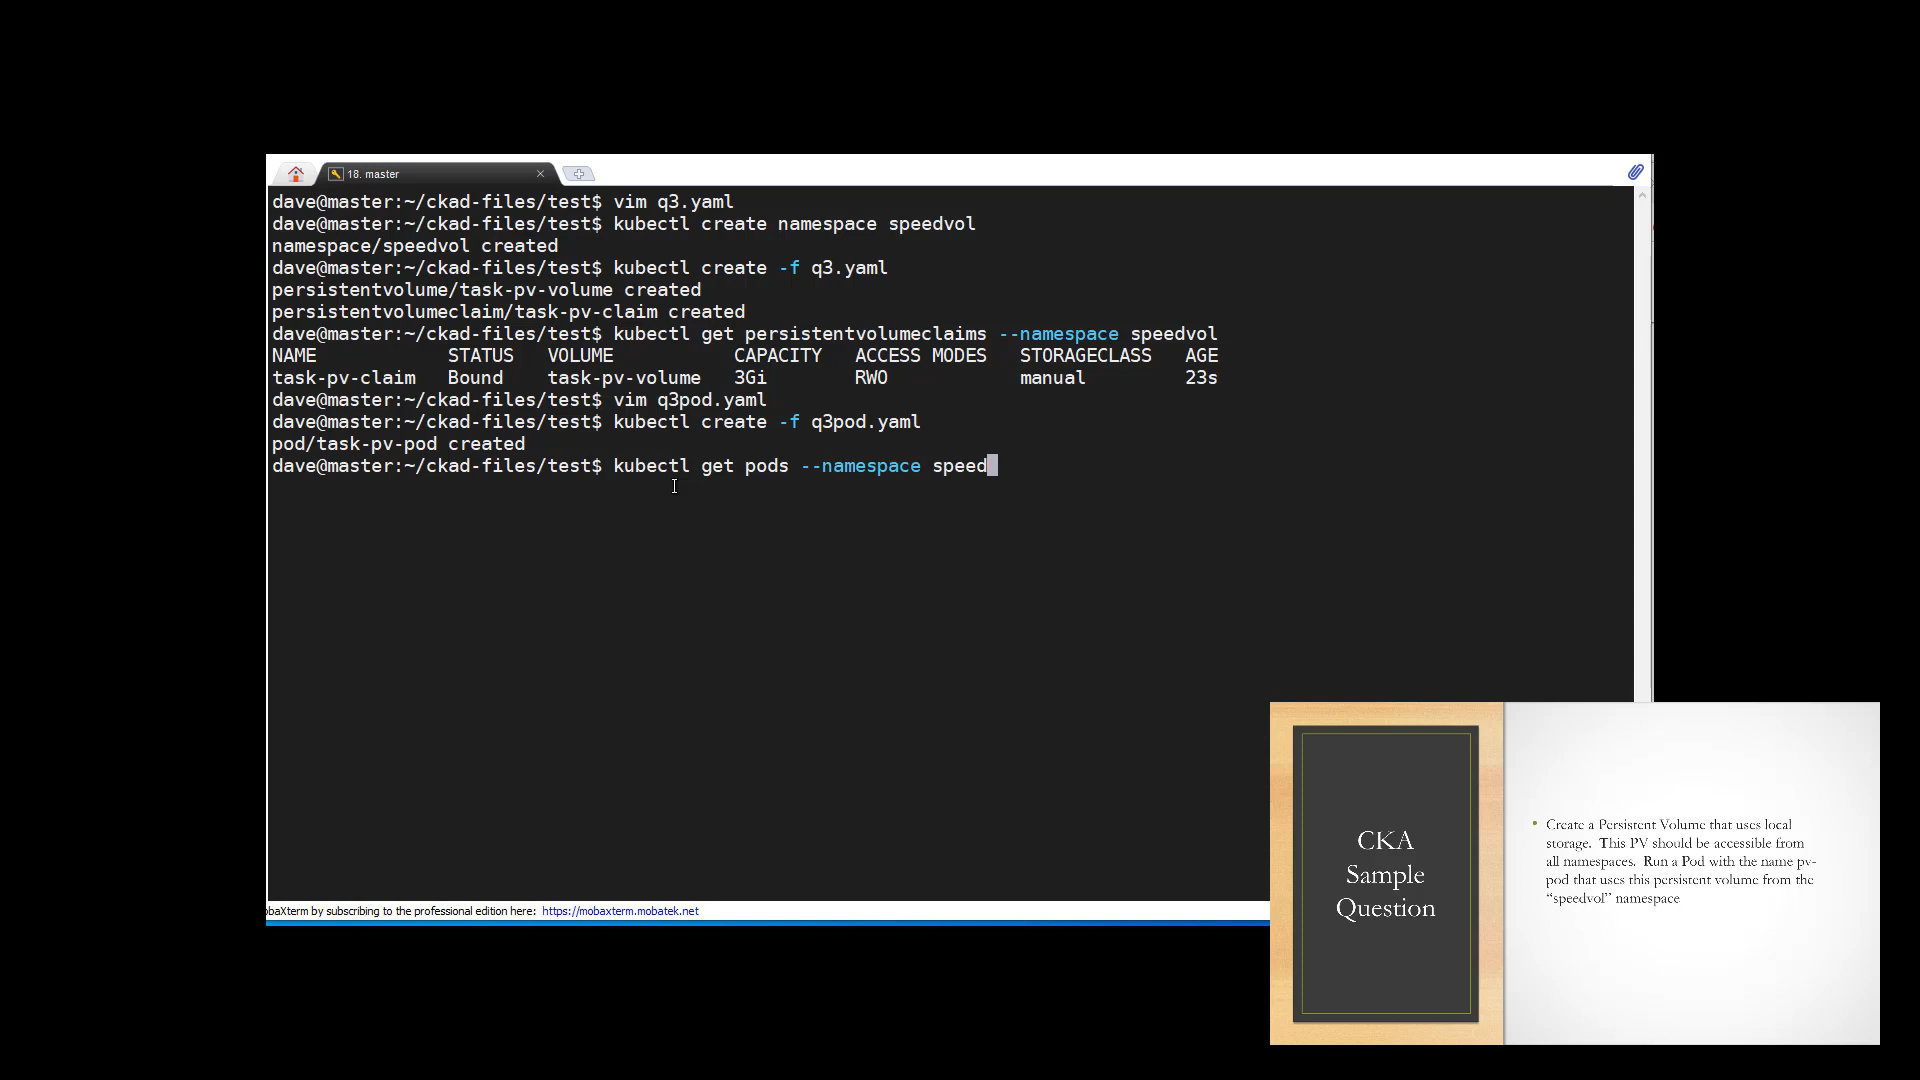 18. master
dave@master:~/ckad-files/test$ vim q3.yaml
dave@master:~/ckad-files/test$ kubectl create namespace speedvol
namespace/speedvol created
dave@master:~/ckad-files/test$ kubectl create -f q3.yaml
persistentvolume/task-pv-volume created
persistentvolumeclaim/task-pv-claim created
dave@master:~/ckad-files/test$ kubectl get persistentvolumeclaims --namespace speedvol
NAME STATUS VOLUME CAPACITY ACCESS MODES STORAGECLASS AGE
task-pv-claim Bound task-pv-volume 3Gi RWO manual 23s
dave@master:~/ckad-files/test$ vim q3pod.yaml
dave@master:~/ckad-files/test$ kubectl create -f q3pod.yaml
pod/task-pv-pod created
dave@master:~/ckad-files/test$ kubectl get pods --namespace speed
obaXterm by subscribing to the professional edition here: https://mobaxterm.mobatek.net
CKA
Sample
Question
• Create a Persistent Volume that uses local
storage. This PV should be accessible from
all namespaces. Run a Pod with the name pv-
pod that uses this persistent volume from the
“speedvol” namespace